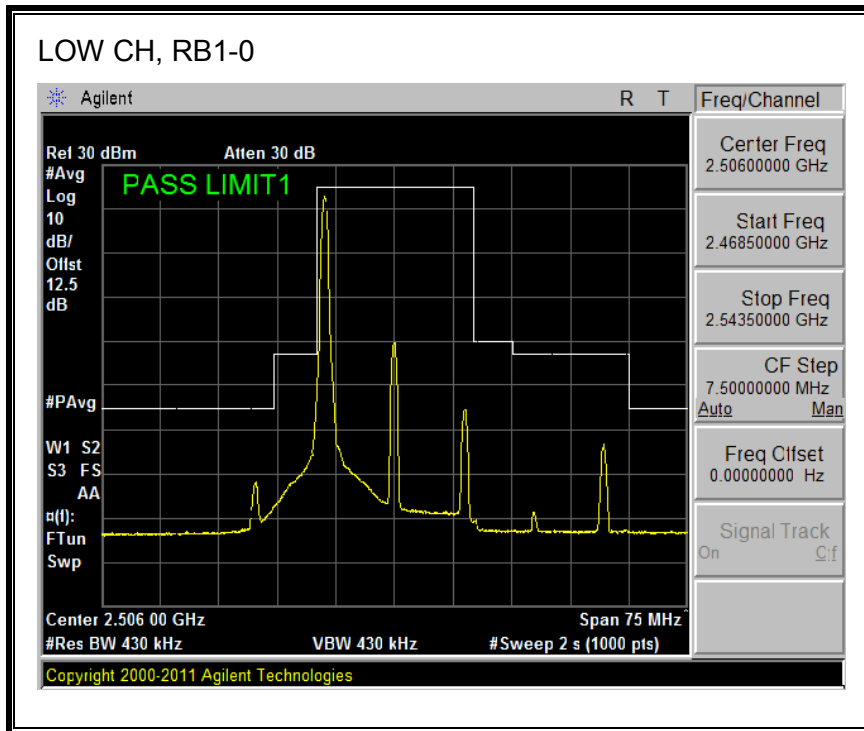 LOW CH, RB1-0
Agilent R T
Ref 30 dBm Atten 30 dB
#Avg
Log
10
dB/
Offst
12.5
dB
PASS LIMIT1
#PAvg
W1 S2
S3 FS
AA
¤(f):
FTun
Swp
Center 2.506 00 GHz Span 75 MHz^
#Res BW 430 kHz VBW 430 kHz #Sweep 2 s (1000 pts)
Copyright 2000-2011 Agilent Technologies
Freq/Channel
Center Freq
2.50600000 GHz
Start Freq
2.46850000 GHz
Stop Freq
2.54350000 GHz
CF Step
7.50000000 MHz
Auto Man
Freq Offset
0.00000000 Hz
Signal Track
On Off